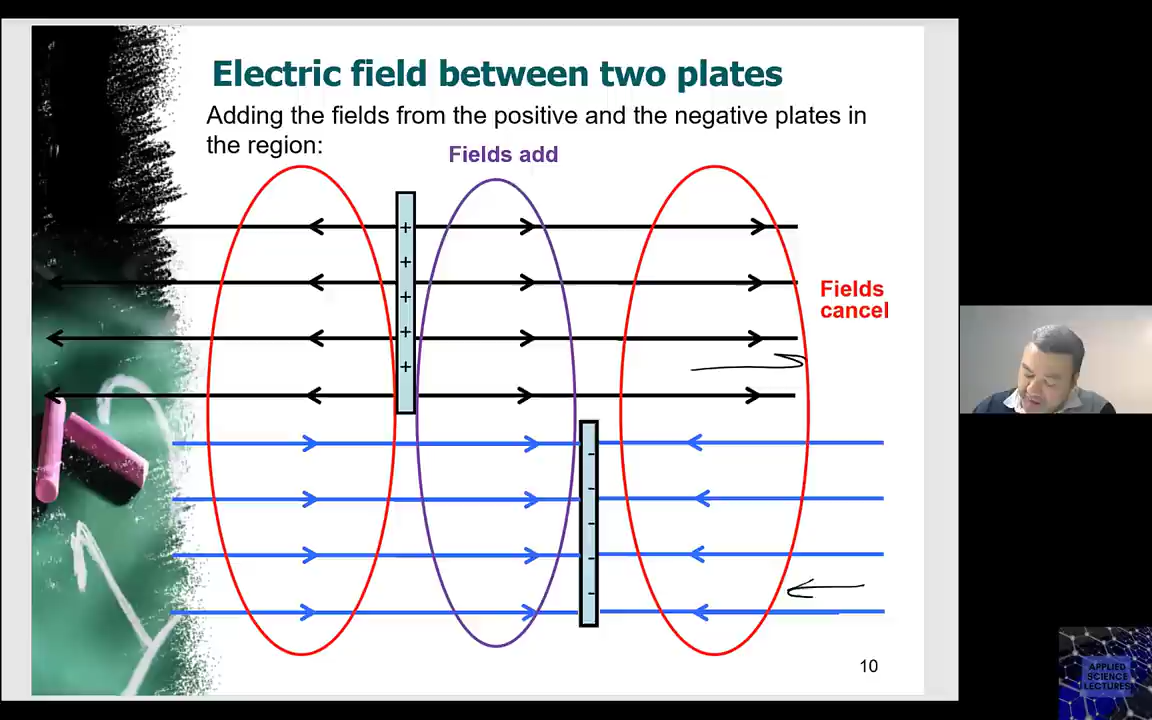 Electric field between two plates
Adding the fields from the positive and the negative plates in
the region:
Fields add
+
+
+
+
+
Fields
cancel
-
-
-
-
-
10
APPLIED
SCIENCE
LECTURES